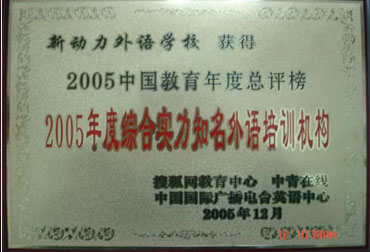 新动力外语学校 获得
2005中国教育年度总评榜
2005年度综合实力知名外语培训机构
搜狐网教育中心 中青在线
中国国际广播电台英语中心
2005年12月